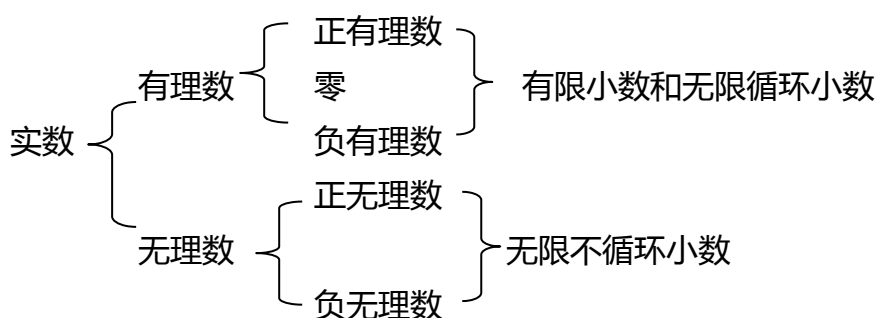 正有理数
有理数 零 有限小数和无限循环小数
实数 负有理数
正无理数
无理数 无限不循环小数
负无理数